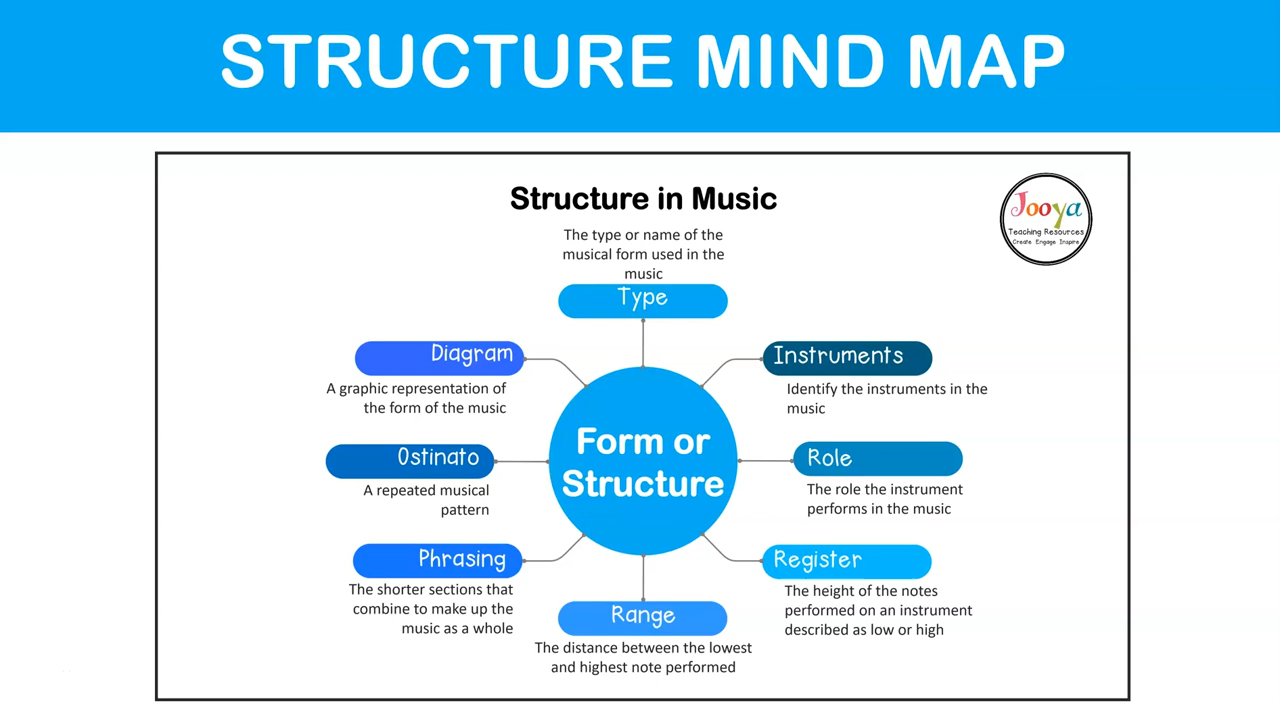 STRUCTURE MIND MAP
Structure in Music
Jooya
Teaching Resources
Create Engage Inspire
The type or name of the
musical form used in the
music
Type
Diagram
A graphic representation of
the form of the music
Instruments
Identify the instruments in the
music
Form or
Structure
Ostinato
A repeated musical
pattern
Role
The role the instrument
performs in the music
Phrasing
The shorter sections that
combine to make up the
music as a whole
Register
The height of the notes
performed on an instrument
described as low or high
Range
The distance between the lowest
and highest note performed